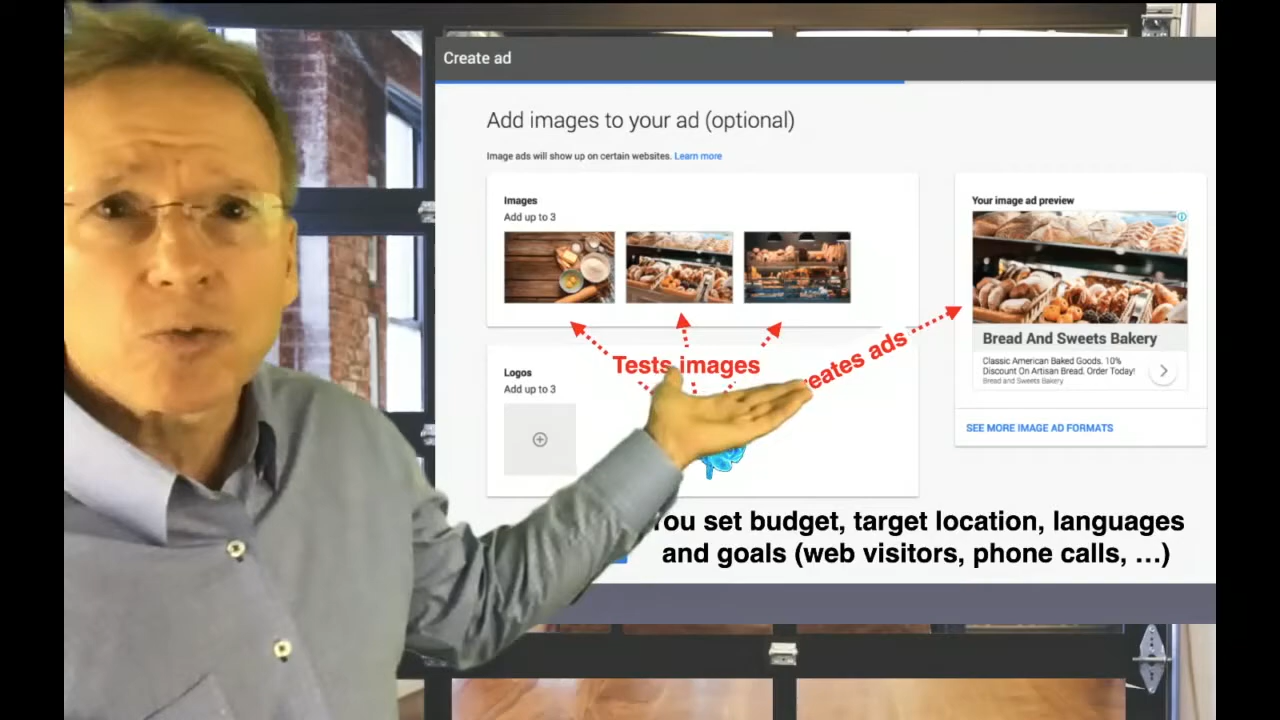 Create ad
Add images to your ad (optional)
Image ads will show up on certain websites. Learn more
Images
Add up to 3
Your image ad preview
Bread And Sweets Bakery
Classic American Baked Goods. 10%
Discount On Artisan Bread. Order Today!
Bread and Sweets Bakery
SEE MORE IMAGE AD FORMATS
Tests images
ads
Logos
Add up to 3
set budget, target location, languages
and goals (web visitors, phone calls, …)